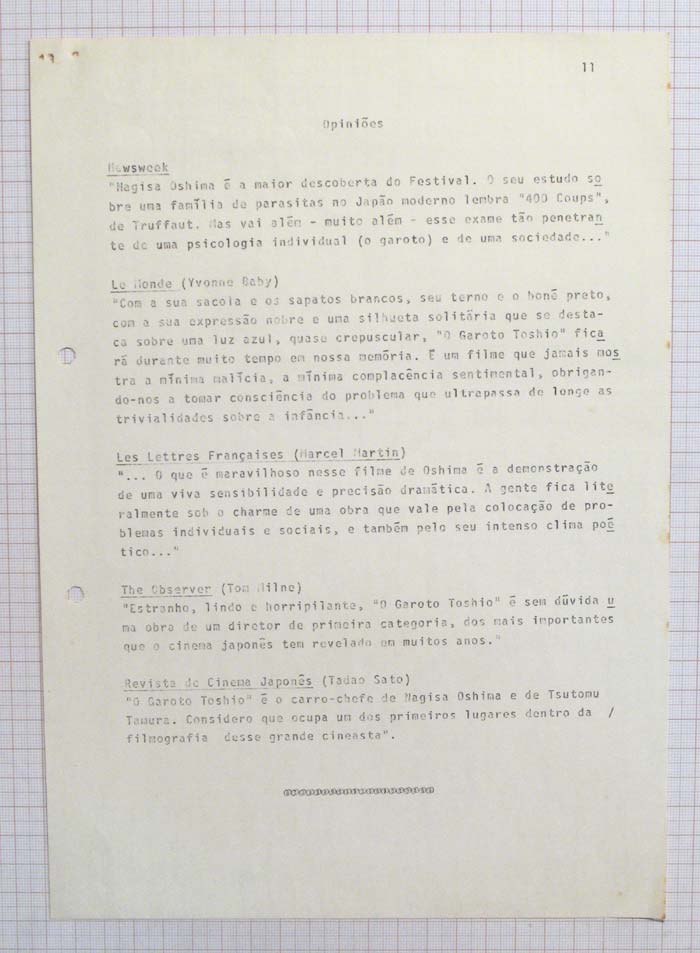 11
Opiniões
Newsweek
"Nagisa Oshima é a maior descoberta do Festival. O seu estudo so
bre uma família de parasitas no Japão moderno lembra "400 Coups",
de Truffaut. Mas vai além - muito além - esse exame tão penetran
te de uma psicologia individual (o garoto) e de uma sociedade..."
Le Monde (Yvonne Baby)
"Com a sua sacola e os sapatos brancos, seu terno e o boné preto,
com a sua expressão nobre e uma silhueta solitária que se desta-
ca sobre uma luz azul, quase crepuscular, "O Garoto Toshio" fica
rá durante muito tempo em nossa memória. E um filme que jamais mos
tra a mínima malícia, a mínima complacência sentimental, obrigan-
do-nos a tomar consciência do problema que ultrapassa de longe as
trivialidades sobre a infância..."
Les Lettres Françaises (Marcel Martin)
"... O que é maravilhoso nesse filme de Oshima é a demonstração
de uma viva sensibilidade e precisão dramática. A gente fica lite
ralmente sob o charme de uma obra que vale pela colocação de pro-
blemas individuais e sociais, e também pelo seu intenso clima poé
tico..."
The Observer (Tom Milne)
"Estranho, lindo e horripilante, "O Garoto Toshio" é sem dúvida u
ma obra de um diretor de primeira categoria, dos mais importantes
que o cinema japonês tem revelado em muitos anos."
Revista de Cinema Japonês (Tadao Sato)
"O Garoto Toshio" é o carro-chefe de Nagisa Oshima e de Tsutomu
Tamura. Considero que ocupa um dos primeiros lugares dentro da /
filmografia desse grande cineasta".